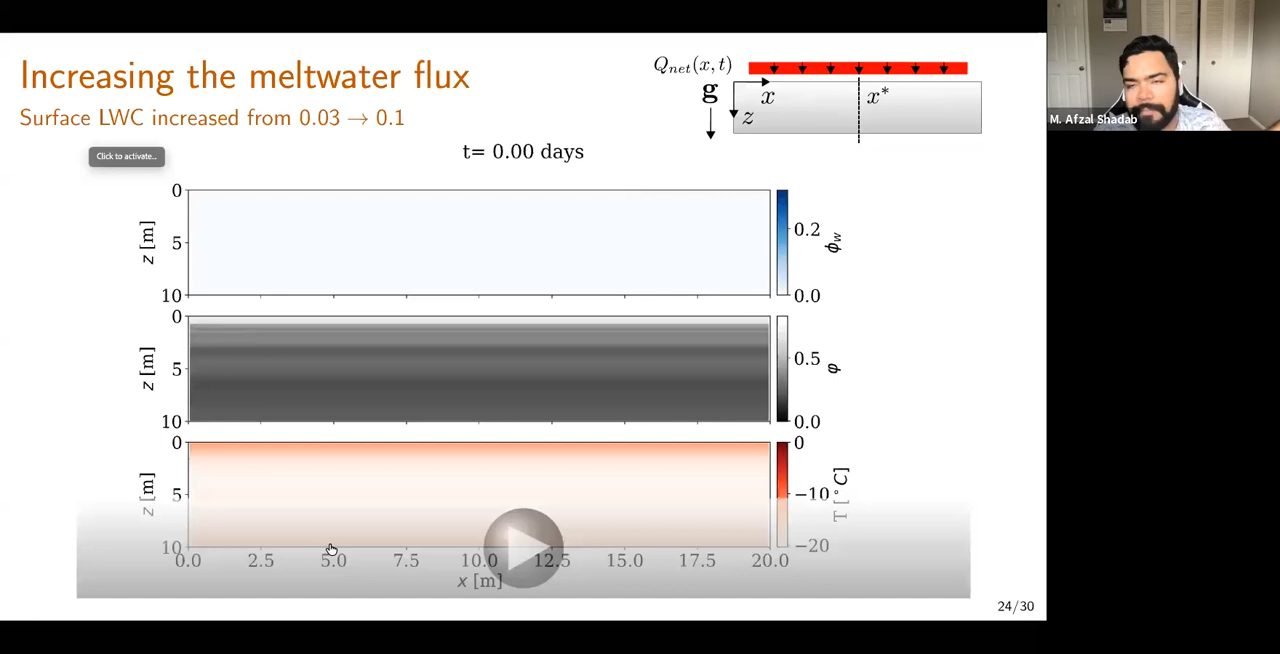 Increasing the meltwater flux
Surface LWC increased from 0.03 → 0.1
Q_net(x, t)
g
x
x*
z
M. Afzal Shadab
Click to activate...
t= 0.00 days
0
5
10
z [m]
0.2
0.0
ϕ_w
0
5
10
z [m]
0.5
0.0
φ
0
5
10
z [m]
0
−10
−20
T [°C]
0.0 2.5 5.0 7.5 10.0 12.5 15.0 17.5 20.0
x [m]
24/30